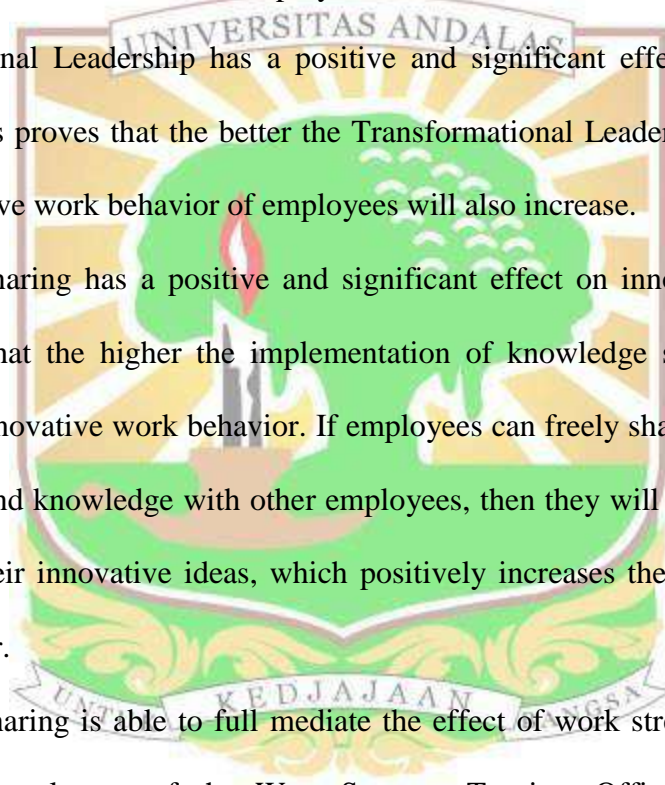 UNIVERSITAS ANDALAS
nal Leadership has a positive and significant effe
s proves that the better the Transformational Leader
ve work behavior of employees will also increase.
haring has a positive and significant effect on inno
hat the higher the implementation of knowledge s
novative work behavior. If employees can freely sha
nd knowledge with other employees, then they will
eir innovative ideas, which positively increases the
r.
UNTUK KEDJAJAAN BANGSA
haring is able to full mediate the effect of work stre